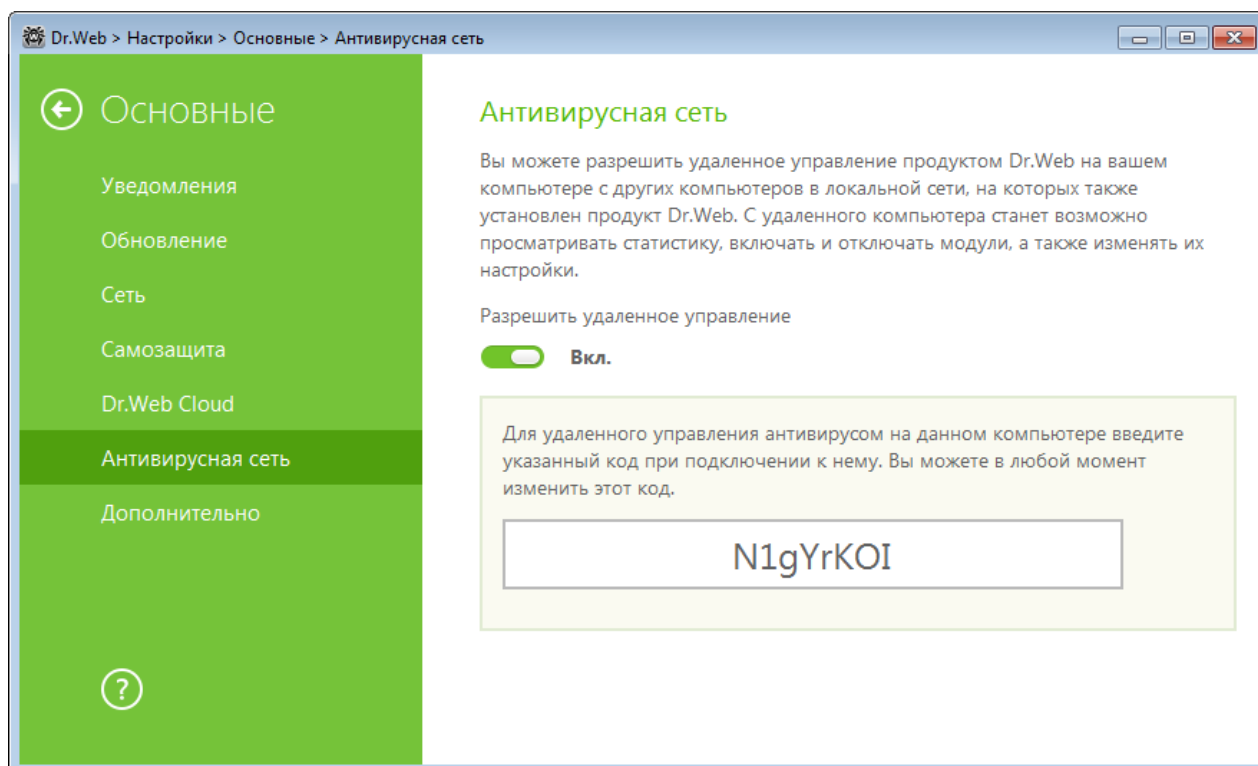 Dr.Web > Настройки > Основные > Антивирусная сеть
Основные
Уведомления
Обновление
Сеть
Самозащита
Dr.Web Cloud
Антивирусная сеть
Дополнительно
?
Антивирусная сеть
Вы можете разрешить удаленное управление продуктом Dr.Web на вашем
компьютере с других компьютеров в локальной сети, на которых также
установлен продукт Dr.Web. С удаленного компьютера станет возможно
просматривать статистику, включать и отключать модули, а также изменять их
настройки.
Разрешить удаленное управление
Вкл.
Для удаленного управления антивирусом на данном компьютере введите
указанный код при подключении к нему. Вы можете в любой момент
изменить этот код.
N1gYrKOI